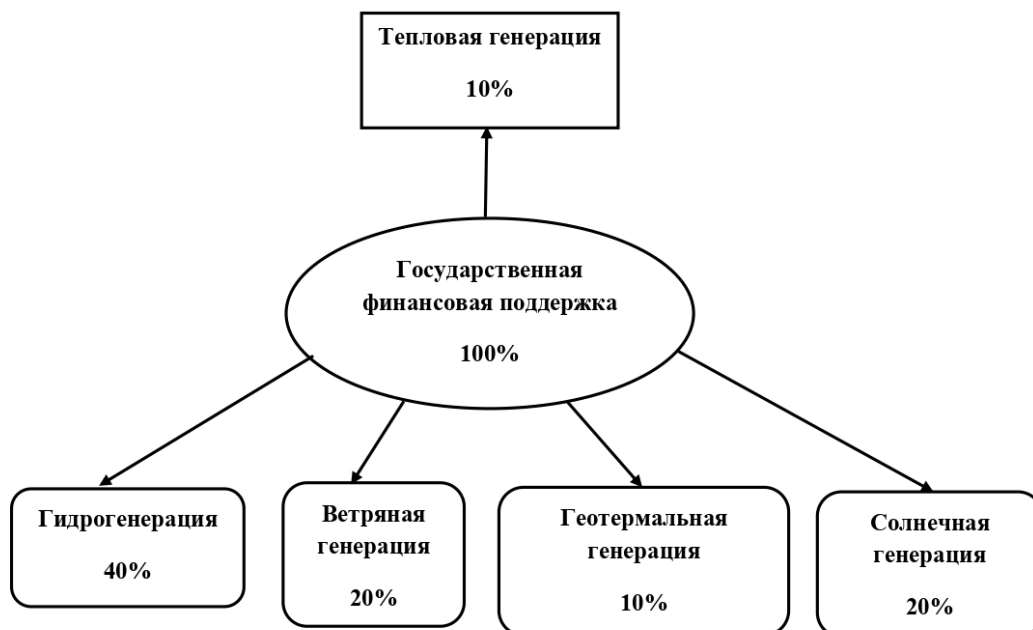 Тепловая генерация
10%
Государственная
финансовая поддержка
100%
Гидрогенерация
40%
Ветряная
генерация
20%
Геотермальная
генерация
10%
Солнечная
генерация
20%